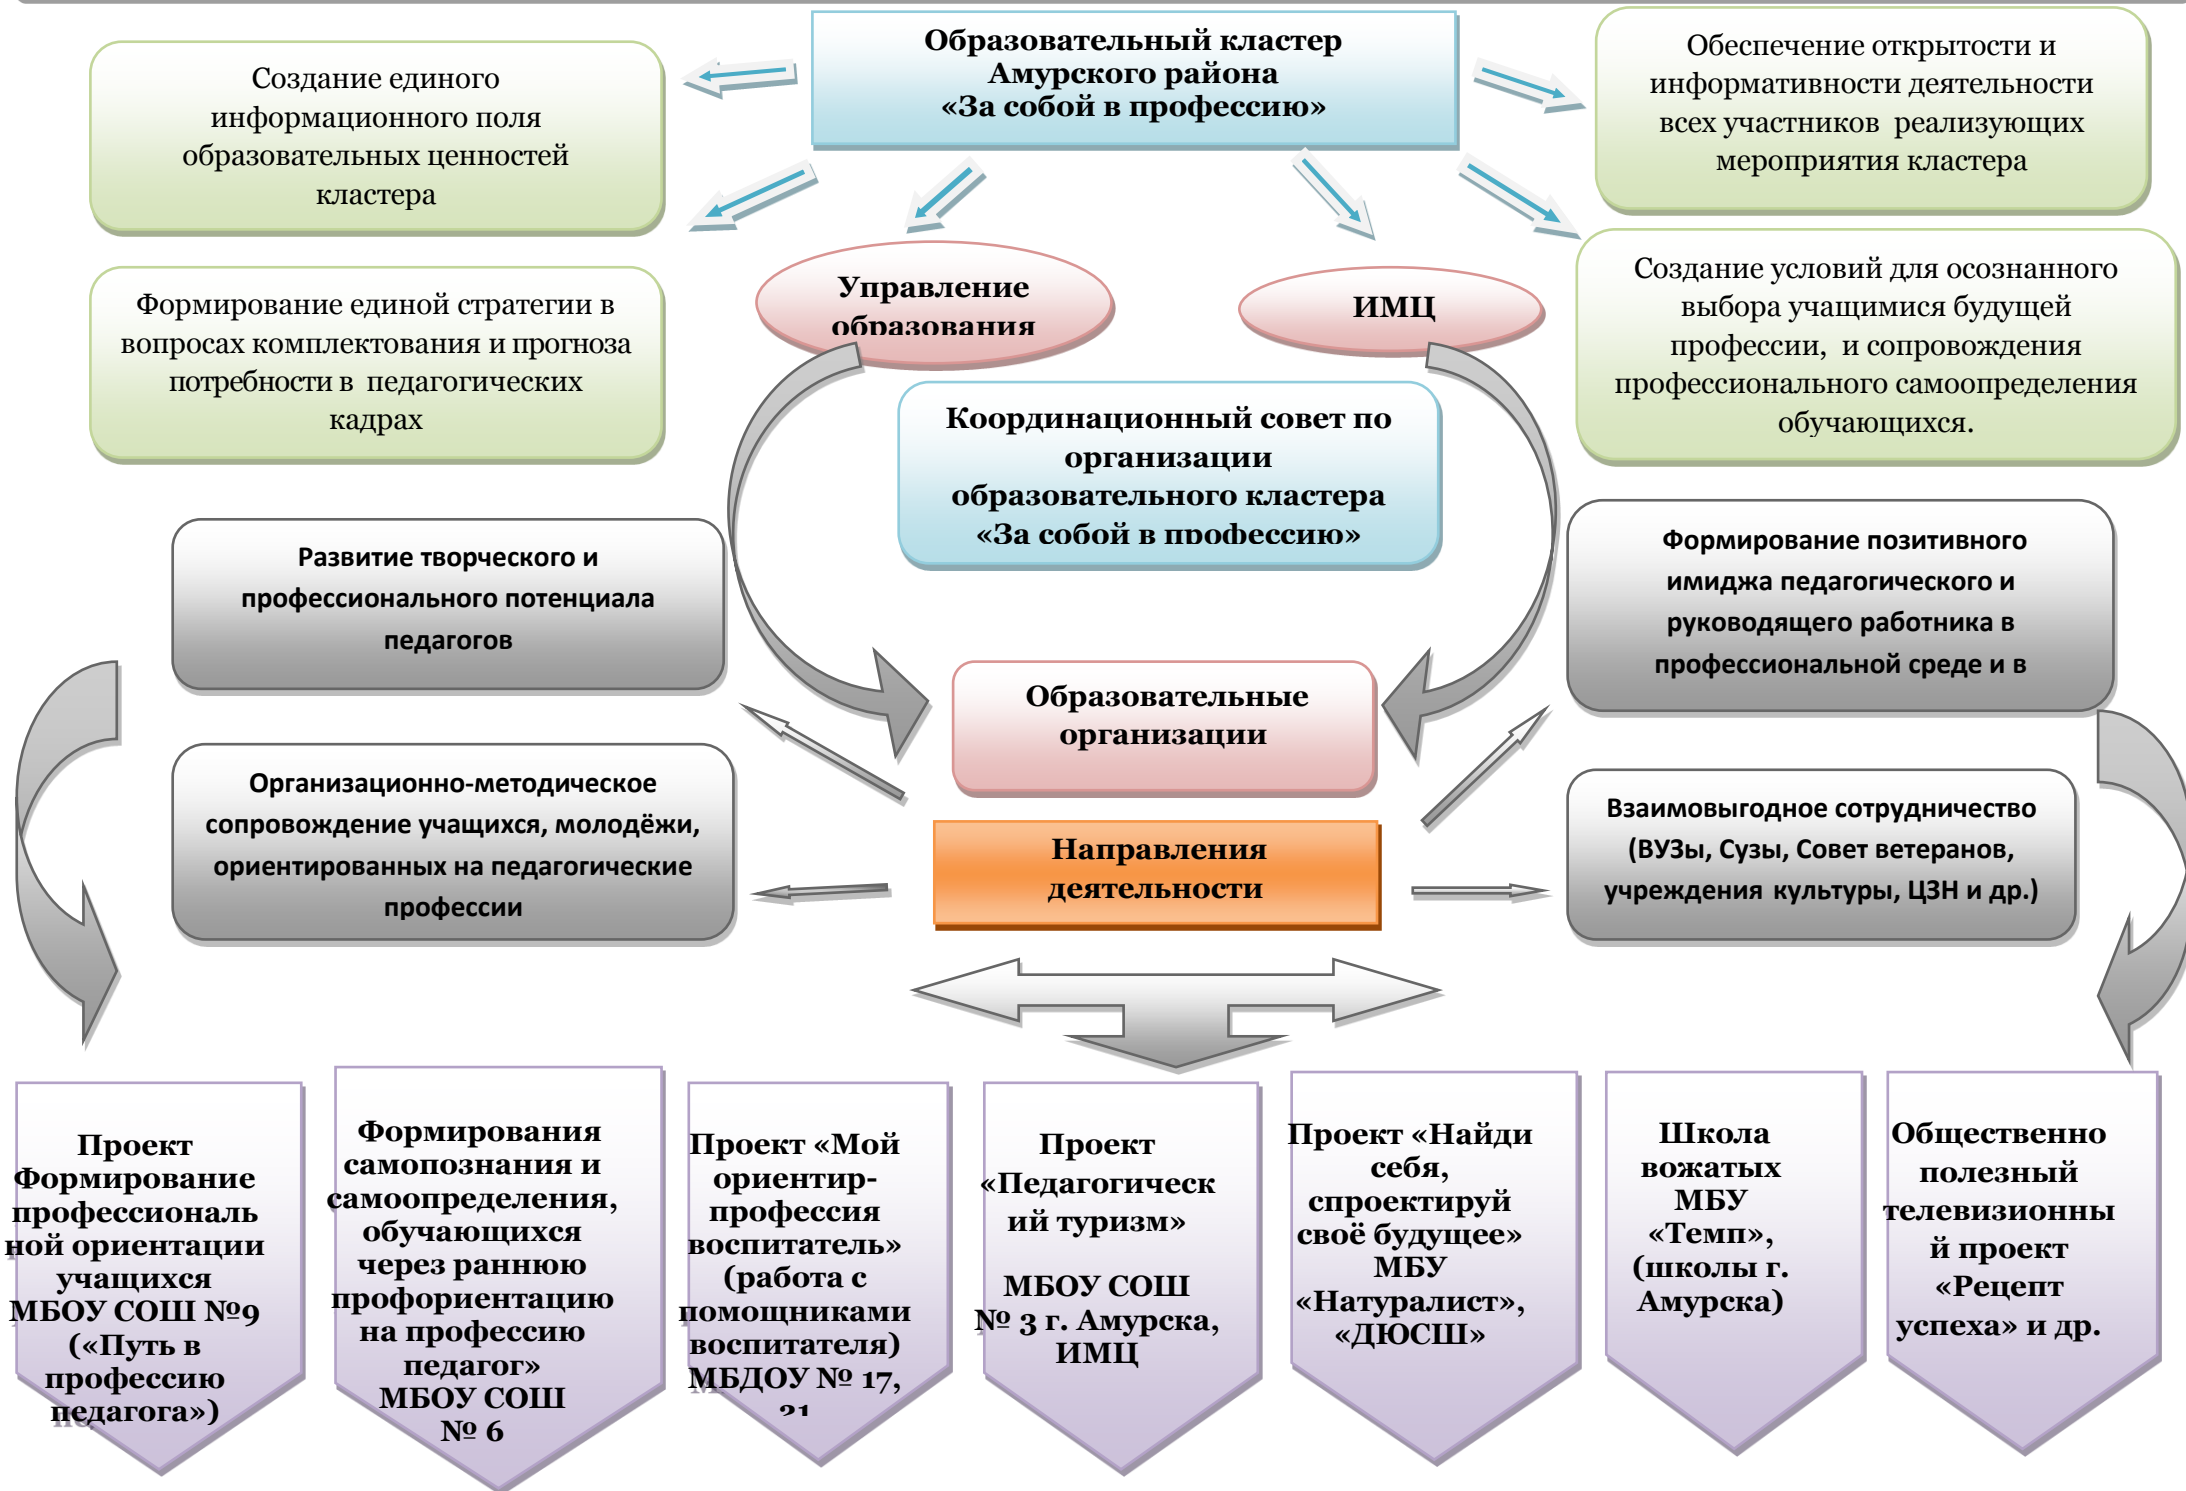 Образовательный кластер
Амурского района
«За собой в профессию»
Создание единого
информационного поля
образовательных ценностей
кластера
Обеспечение открытости и
информативности деятельности
всех участников реализующих
мероприятия кластера
Формирование единой стратегии в
вопросах комплектования и прогноза
потребности в педагогических
кадрах
Управление
образования
ИМЦ
Создание условий для осознанного
выбора учащимися будущей
профессии, и сопровождения
профессионального самоопределения
обучающихся.
Координационный совет по
организации
образовательного кластера
«За собой в профессию»
Развитие творческого и
профессионального потенциала
педагогов
Формирование позитивного
имиджа педагогического и
руководящего работника в
профессиональной среде и в
Образовательные
организации
Организационно-методическое
сопровождение учащихся, молодёжи,
ориентированных на педагогические
профессии
Направления
деятельности
Взаимовыгодное сотрудничество
(ВУЗы, Сузы, Совет ветеранов,
учреждения культуры, ЦЗН и др.)
Проект
Формирование
профессиональ
ной ориентации
учащихся
МБОУ СОШ №9
(«Путь в
профессию
педагога»)
Формирования
самопознания и
самоопределения,
обучающихся
через раннюю
профориентацию
на профессию
педагог»
МБОУ СОШ
№ 6
Проект «Мой
ориентир-
профессия
воспитатель»
(работа с
помощниками
воспитателя)
МБДОУ № 17,
Проект
«Педагогическ
ий туризм»
МБОУ СОШ
№ 3 г. Амурска,
ИМЦ
Проект «Найди
себя,
спроектируй
своё будущее»
МБУ
«Натуралист»,
«ДЮСШ»
Школа
вожатых
МБУ
«Темп»,
(школы г.
Амурска)
Общественно
полезный
телевизионны
й проект
«Рецепт
успеха» и др.